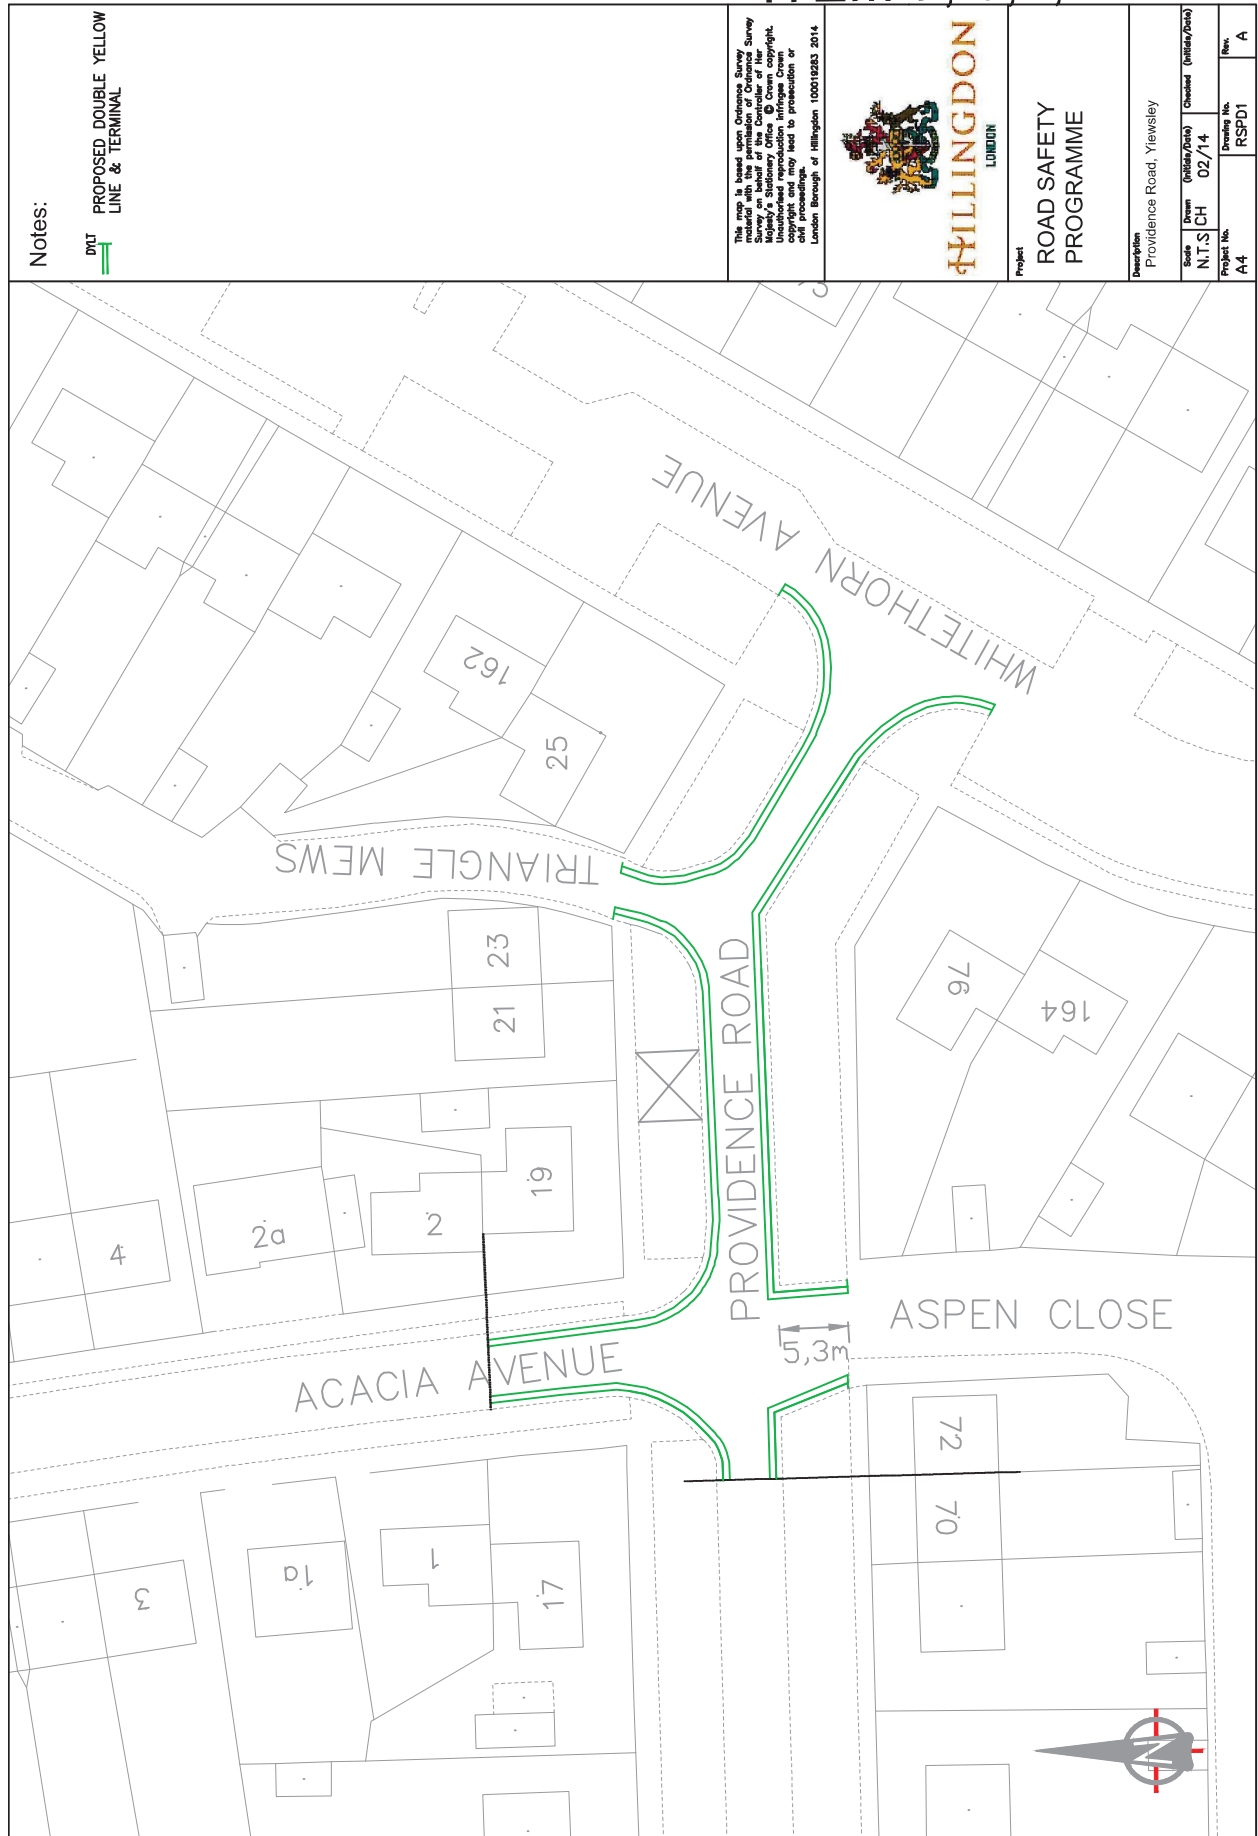 Notes:
DYLT
PROPOSED DOUBLE YELLOW
LINE & TERMINAL
This map is based upon Ordnance Survey
material with the permission of Ordnance Survey
Survey on behalf of the Controller of Her
Majesty's Stationery Office © Crown copyright.
Unauthorised reproduction infringes Crown
copyright and may lead to prosecution or
civil proceedings.
London Borough of Hillingdon 100019283 2014
HILLINGDON
LONDON
Project
ROAD SAFETY
PROGRAMME
Description
Providence Road, Yiewsley
Scale
N.T.S
Drawn (Initials/Date)
CH 02/14
Checked (Initials/Date)
Project No.
A4
Drawing No.
RSPD1
Rev.
A
WHITETHORN AVENUE
162
25
TRIANGLE MEWS
23
21
PROVIDENCE ROAD
76
164
19
2
2a
4
ASPEN CLOSE
5,3m
ACACIA AVENUE
72
70
17
1
1a
3
N